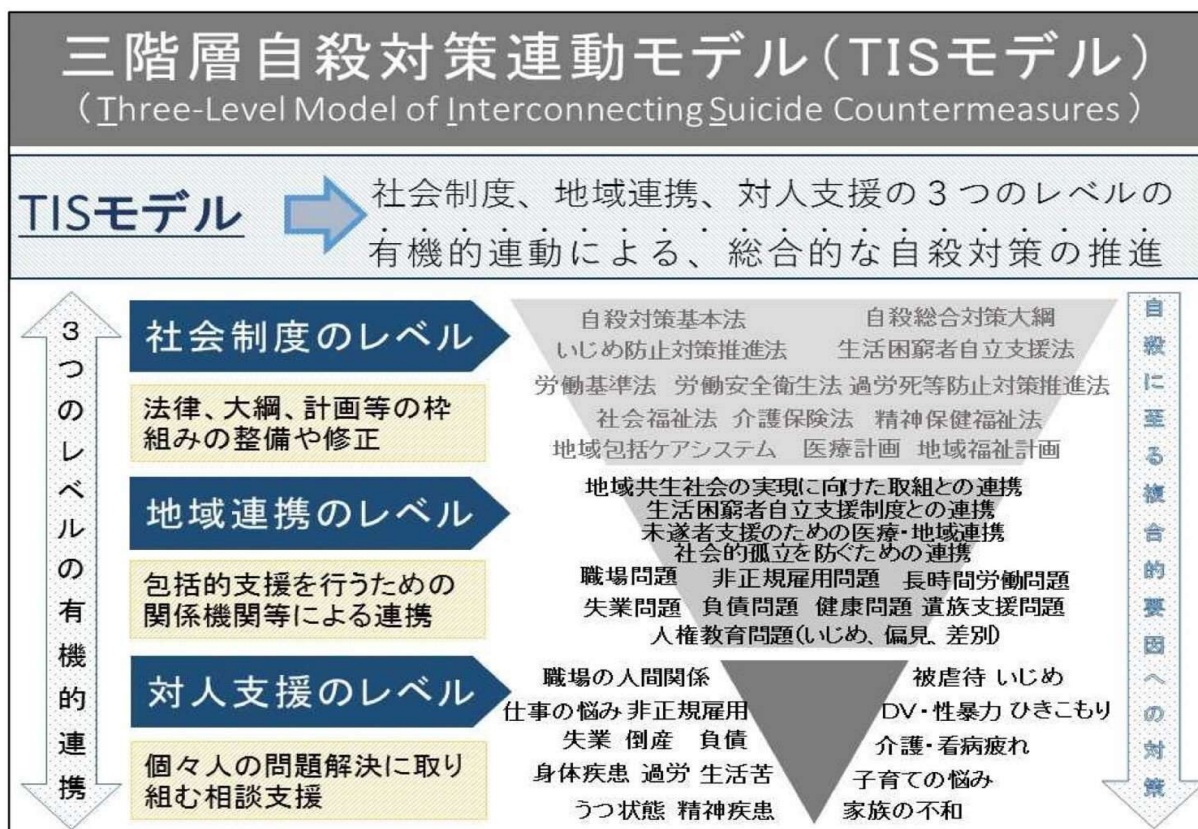 三階層自殺対策連動モデル(TISモデル)
(Three-Level Model of Interconnecting Suicide Countermeasures)
TISモデル
社会制度、地域連携、対人支援の3つのレベルの
有機的連動による、総合的な自殺対策の推進
3つのレベルの有機的連携
社会制度のレベル
法律、大綱、計画等の枠
組みの整備や修正
自殺対策基本法 自殺総合対策大綱
いじめ防止対策推進法 生活困窮者自立支援法
労働基準法 労働安全衛生法 過労死等防止対策推進法
社会福祉法 介護保険法 精神保健福祉法
地域包括ケアシステム 医療計画 地域福祉計画
地域連携のレベル
包括的支援を行うための
関係機関等による連携
地域共生社会の実現に向けた取組との連携
生活困窮者自立支援制度との連携
未遂者支援のための医療・地域連携
社会的孤立を防ぐための連携
職場問題 非正規雇用問題 長時間労働問題
失業問題 負債問題 健康問題 遺族支援問題
人権教育問題(いじめ、偏見、差別)
対人支援のレベル
個々人の問題解決に取り
組む相談支援
職場の人間関係 被虐待 いじめ
仕事の悩み 非正規雇用 DV・性暴力 ひきこもり
失業 倒産 負債 介護・看病疲れ
身体疾患 過労 生活苦 子育ての悩み
うつ状態 精神疾患 家族の不和
自殺に至る複合的要因への対策